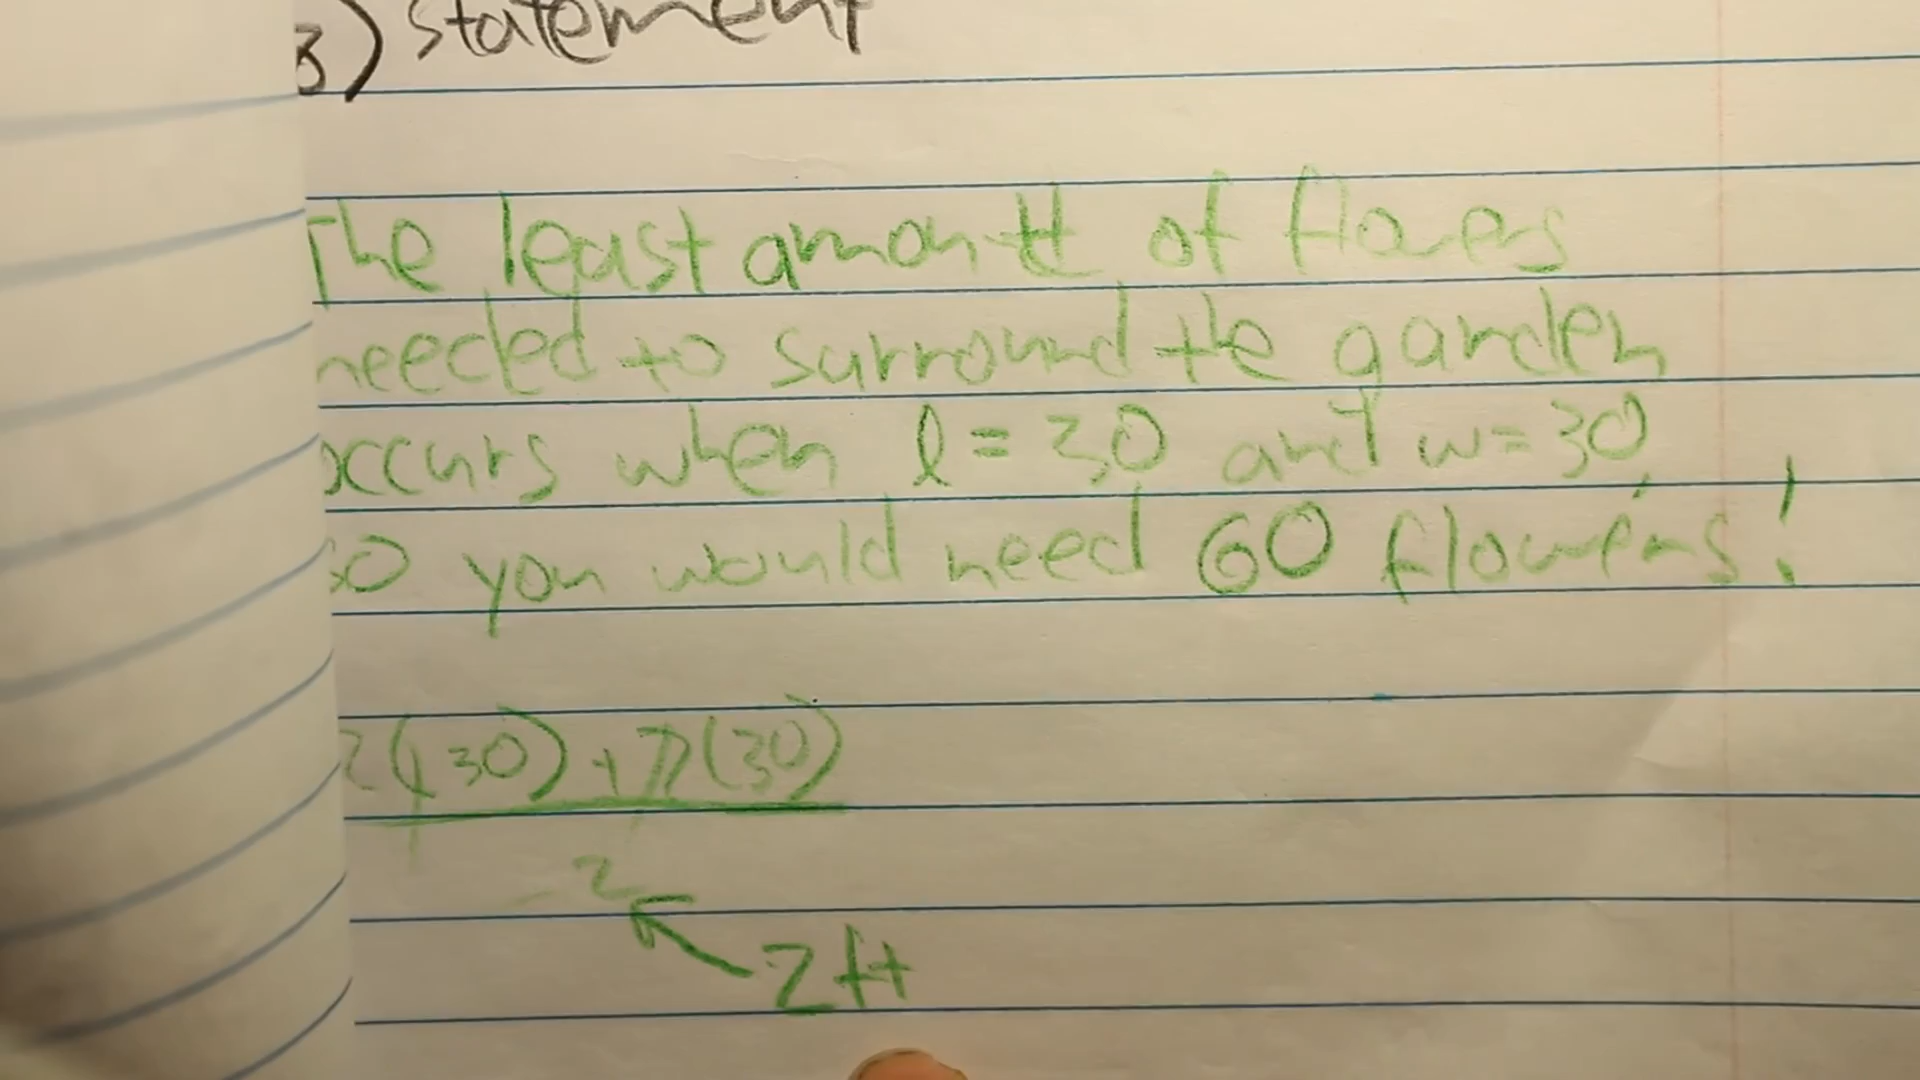 3) statement
The least amontt of flowers
needed to surround the garden
occurs when l = 30 and w = 30,
so you would need 60 flowers!
2(30) + π(30)
2
2ft